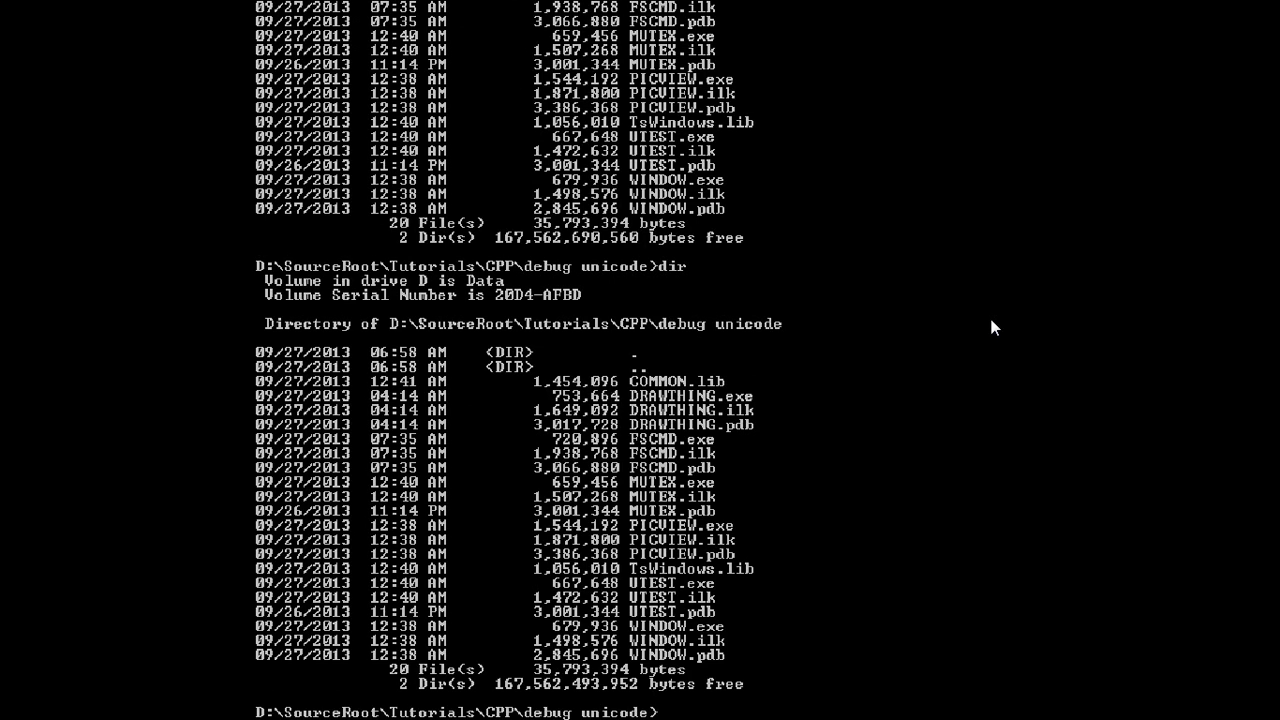 09/27/2013  07:35 AM         1,938,768 FSCMD.ilk
09/27/2013  07:35 AM         3,066,880 FSCMD.pdb
09/27/2013  12:40 AM           659,456 MUTEX.exe
09/27/2013  12:40 AM         1,507,268 MUTEX.ilk
09/26/2013  11:14 PM         3,001,344 MUTEX.pdb
09/27/2013  12:38 AM         1,544,192 PICVIEW.exe
09/27/2013  12:38 AM         1,871,800 PICVIEW.ilk
09/27/2013  12:38 AM         3,386,368 PICVIEW.pdb
09/27/2013  12:40 AM         1,056,010 TsWindows.lib
09/27/2013  12:40 AM           667,648 UTEST.exe
09/27/2013  12:40 AM         1,472,632 UTEST.ilk
09/26/2013  11:14 PM         3,001,344 UTEST.pdb
09/27/2013  12:38 AM           679,936 WINDOW.exe
09/27/2013  12:38 AM         1,498,576 WINDOW.ilk
09/27/2013  12:38 AM         2,845,696 WINDOW.pdb
              20 File(s)     35,793,394 bytes
               2 Dir(s)  167,562,690,560 bytes free
D:\SourceRoot\Tutorials\CPP\debug unicode>dir
 Volume in drive D is Data
 Volume Serial Number is 20D4-AFBD
 Directory of D:\SourceRoot\Tutorials\CPP\debug unicode
09/27/2013  06:58 AM    <DIR>          .
09/27/2013  06:58 AM    <DIR>          ..
09/27/2013  12:41 AM         1,454,096 COMMON.lib
09/27/2013  04:14 AM           753,664 DRAWTHING.exe
09/27/2013  04:14 AM         1,649,092 DRAWTHING.ilk
09/27/2013  04:14 AM         3,017,728 DRAWTHING.pdb
09/27/2013  07:35 AM           720,896 FSCMD.exe
09/27/2013  07:35 AM         1,938,768 FSCMD.ilk
09/27/2013  07:35 AM         3,066,880 FSCMD.pdb
09/27/2013  12:40 AM           659,456 MUTEX.exe
09/27/2013  12:40 AM         1,507,268 MUTEX.ilk
09/26/2013  11:14 PM         3,001,344 MUTEX.pdb
09/27/2013  12:38 AM         1,544,192 PICVIEW.exe
09/27/2013  12:38 AM         1,871,800 PICVIEW.ilk
09/27/2013  12:38 AM         3,386,368 PICVIEW.pdb
09/27/2013  12:40 AM         1,056,010 TsWindows.lib
09/27/2013  12:40 AM           667,648 UTEST.exe
09/27/2013  12:40 AM         1,472,632 UTEST.ilk
09/26/2013  11:14 PM         3,001,344 UTEST.pdb
09/27/2013  12:38 AM           679,936 WINDOW.exe
09/27/2013  12:38 AM         1,498,576 WINDOW.ilk
09/27/2013  12:38 AM         2,845,696 WINDOW.pdb
              20 File(s)     35,793,394 bytes
               2 Dir(s)  167,562,493,952 bytes free
D:\SourceRoot\Tutorials\CPP\debug unicode>